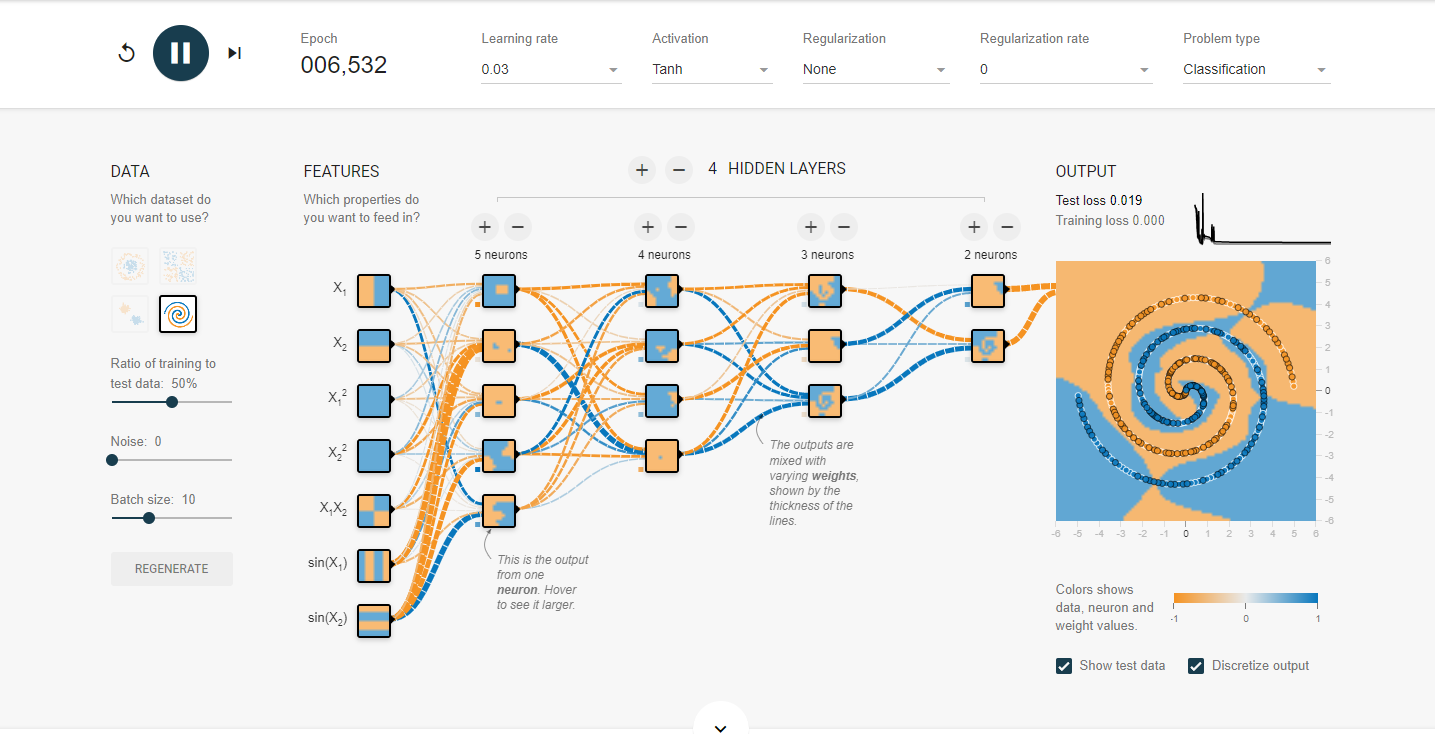 Epoch
006,532
Learning rate
0.03
Activation
Tanh
Regularization
None
Regularization rate
0
Problem type
Classification
DATA
Which dataset do
you want to use?
Ratio of training to
test data: 50%
Noise: 0
Batch size: 10
REGENERATE
FEATURES
Which properties do
you want to feed in?
X1
X2
X1²
X2²
X1X2
sin(X1)
sin(X2)
+ − 4 HIDDEN LAYERS
+ −
5 neurons
+ −
4 neurons
+ −
3 neurons
+ −
2 neurons
This is the output
from one
neuron. Hover
to see it larger.
The outputs are
mixed with
varying weights,
shown by the
thickness of the
lines.
OUTPUT
Test loss 0.019
Training loss 0.000
6
5
4
3
2
1
0
-1
-2
-3
-4
-5
-6
-6 -5 -4 -3 -2 -1 0 1 2 3 4 5 6
Colors shows
data, neuron and
weight values.
-1 0 1
Show test data
Discretize output